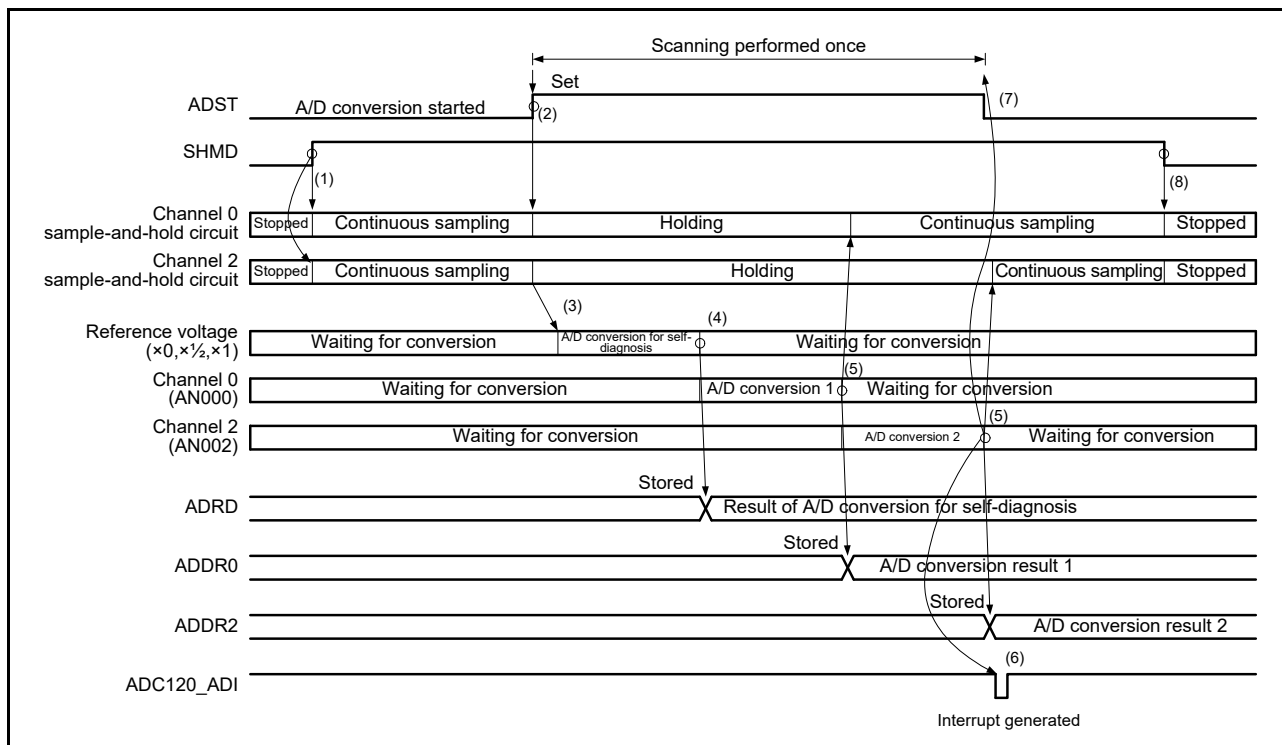 Scanning performed once
Set
ADST
A/D conversion started
(2)
(7)
SHMD
(1)
(8)
Channel 0
sample-and-hold circuit
Stopped
Continuous sampling
Holding
Continuous sampling
Stopped
Channel 2
sample-and-hold circuit
Stopped
Continuous sampling
Holding
Continuous sampling
Stopped
(3)
(4)
Reference voltage
(×0,×½,×1)
Waiting for conversion
A/D conversion for self-
diagnosis
Waiting for conversion
(5)
Channel 0
(AN000)
Waiting for conversion
A/D conversion 1
Waiting for conversion
(5)
Channel 2
(AN002)
Waiting for conversion
A/D conversion 2
Waiting for conversion
Stored
ADRD
Result of A/D conversion for self-diagnosis
Stored
ADDR0
A/D conversion result 1
Stored
ADDR2
A/D conversion result 2
(6)
ADC120_ADI
Interrupt generated